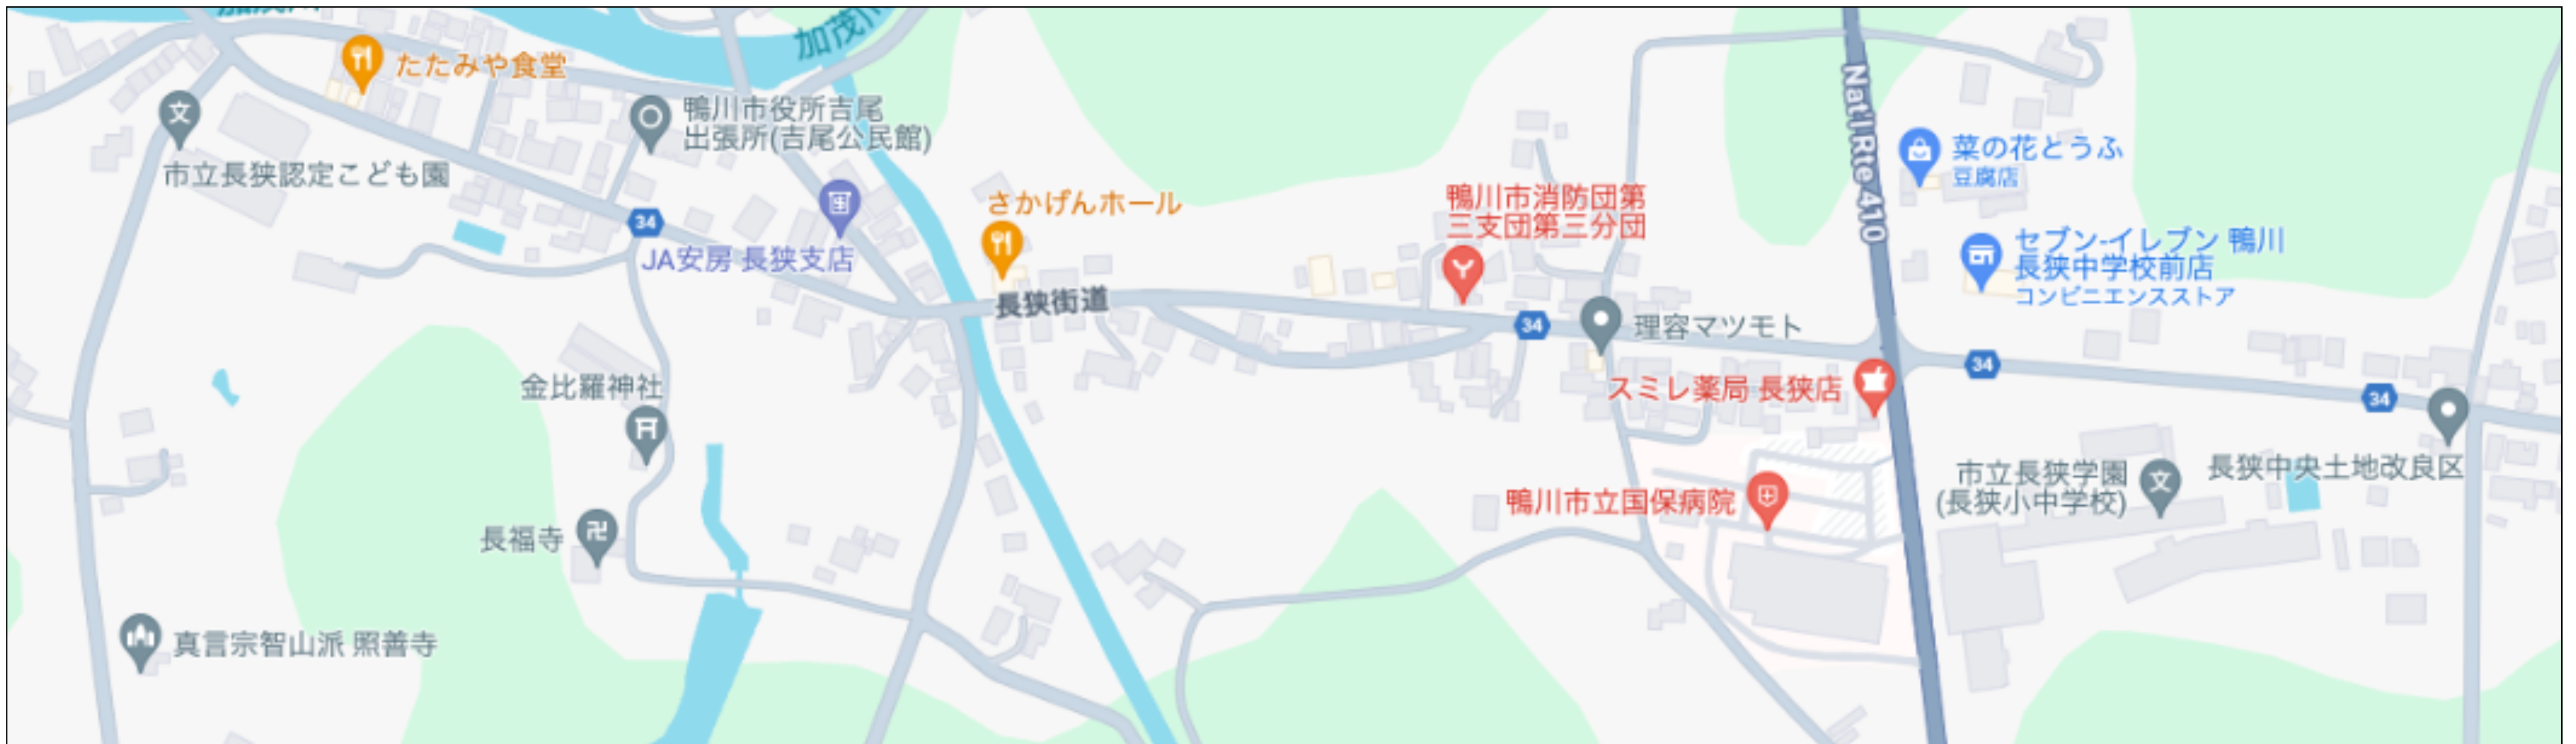 加茂川
加茂川
たたみや食堂
市立長狭認定こども園
鴨川市役所吉尾
出張所(吉尾公民館)
34
JA安房 長狭支店
さかげんホール
長狭街道
鴨川市消防団第
三支団第三分団
34
理容マツモト
Nat'l Rte 410
菜の花とうふ
豆腐店
セブン-イレブン 鴨川
長狭中学校前店
コンビニエンスストア
スミレ薬局 長狭店
34
34
金比羅神社
長福寺
真言宗智山派 照善寺
鴨川市立国保病院
市立長狭学園
(長狭小中学校)
長狭中央土地改良区